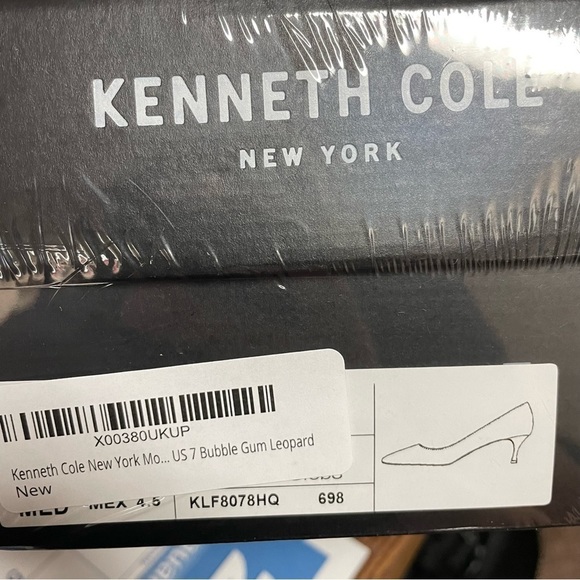 KENNETH COLE
NEW YORK
X00380UKUP
Kenneth Cole New York Mo... US 7 Bubble Gum Leopard
New
MED MEX 4.5 KLF8078HQ 698